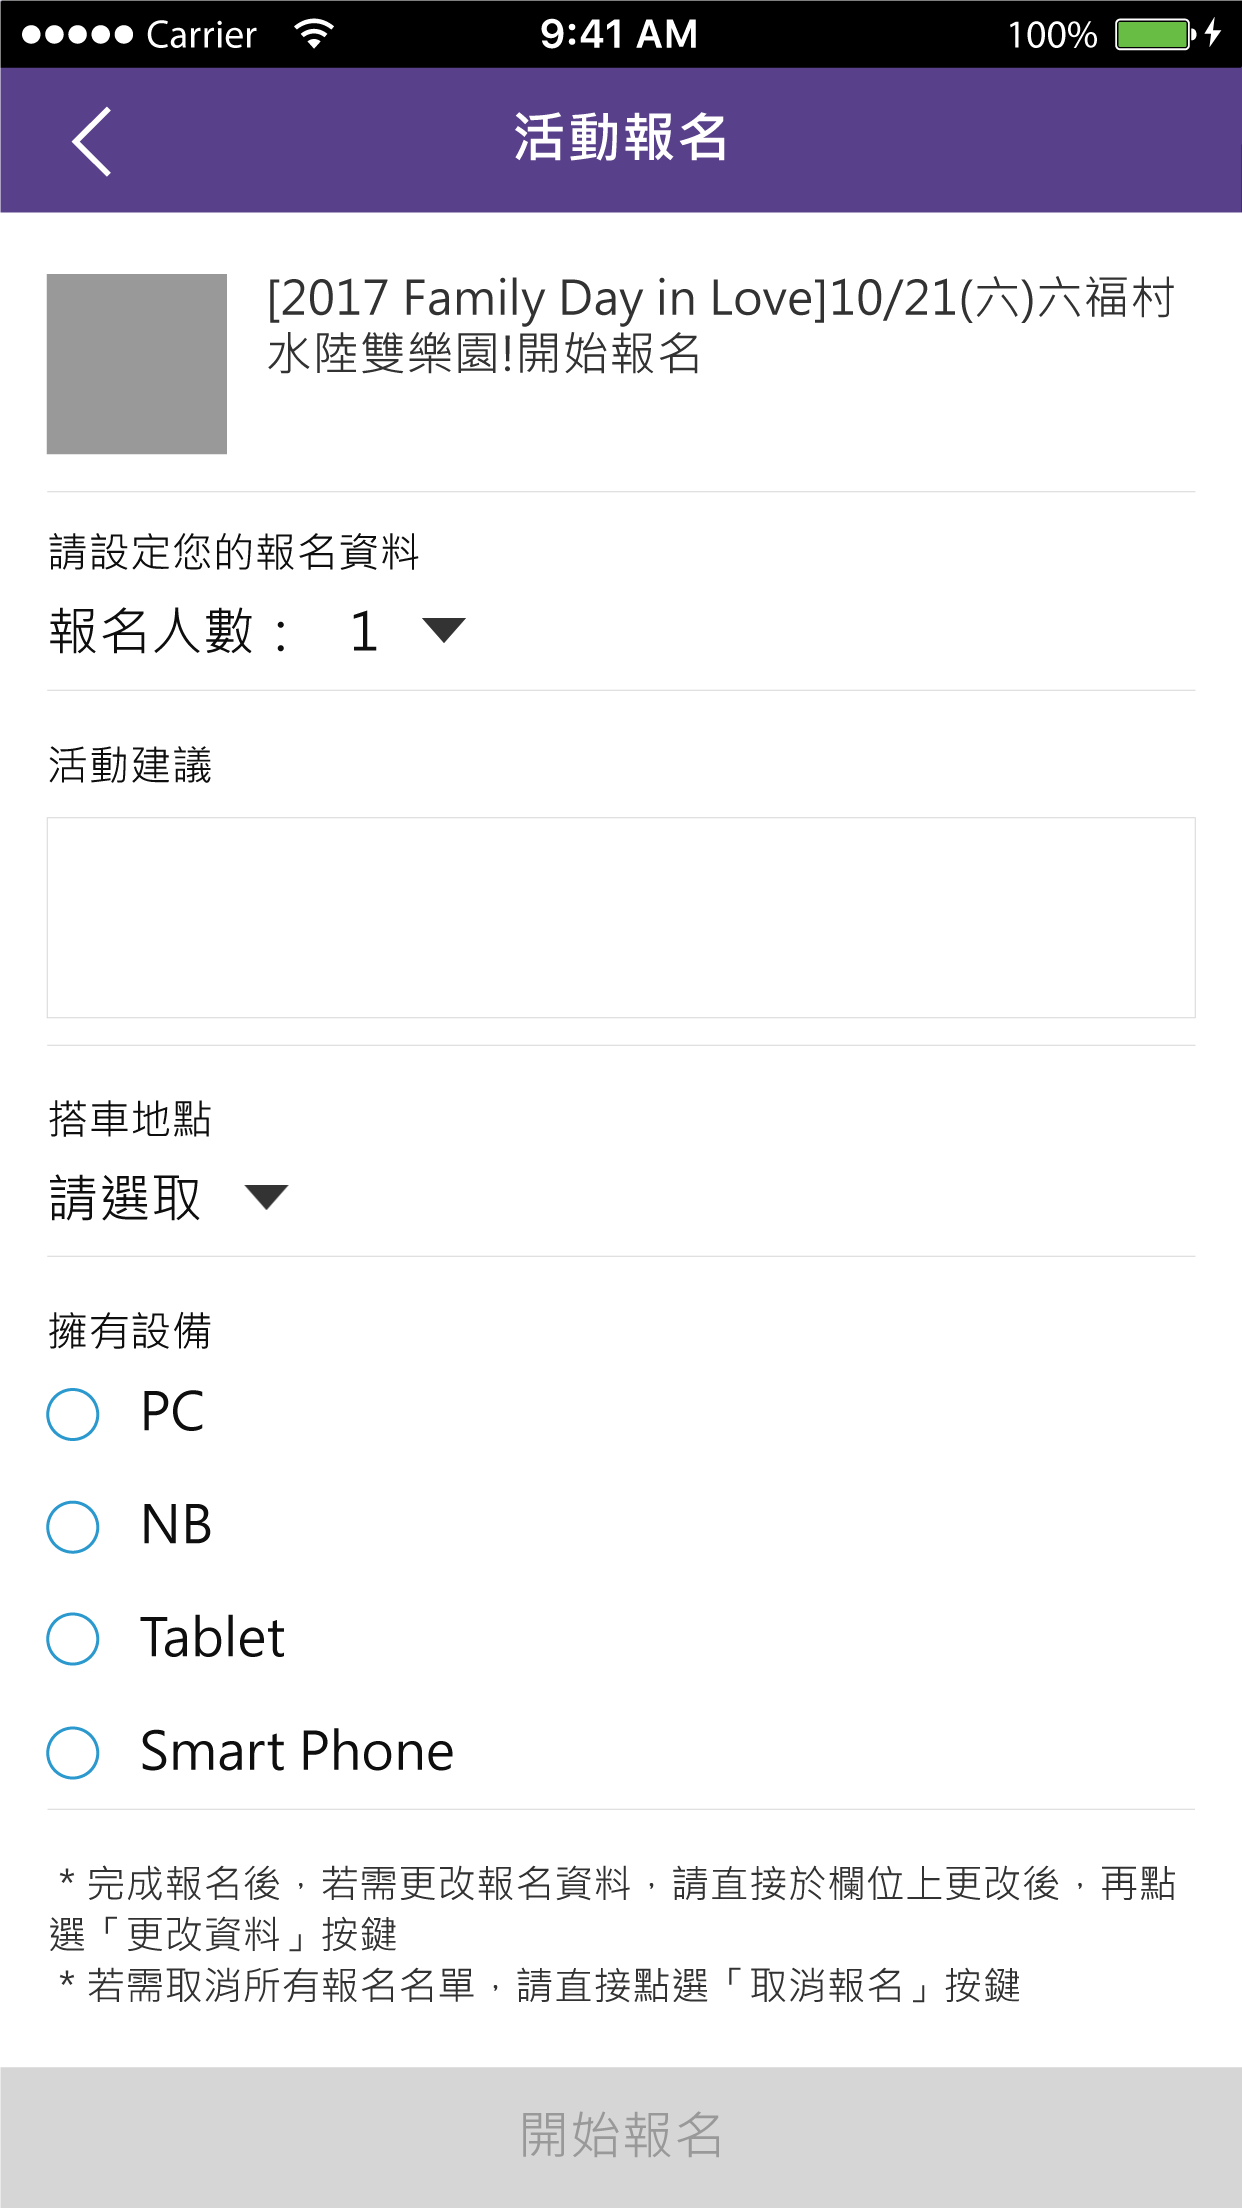 Carrier 9:41 AM 100%
活動報名
[2017 Family Day in Love]10/21(六)六福村
水陸雙樂園!開始報名
請設定您的報名資料
報名人數： 1
活動建議
搭車地點
請選取
擁有設備
PC
NB
Tablet
Smart Phone
* 完成報名後，若需更改報名資料，請直接於欄位上更改後，再點
選「更改資料」按鍵
* 若需取消所有報名名單，請直接點選「取消報名」按鍵
開始報名